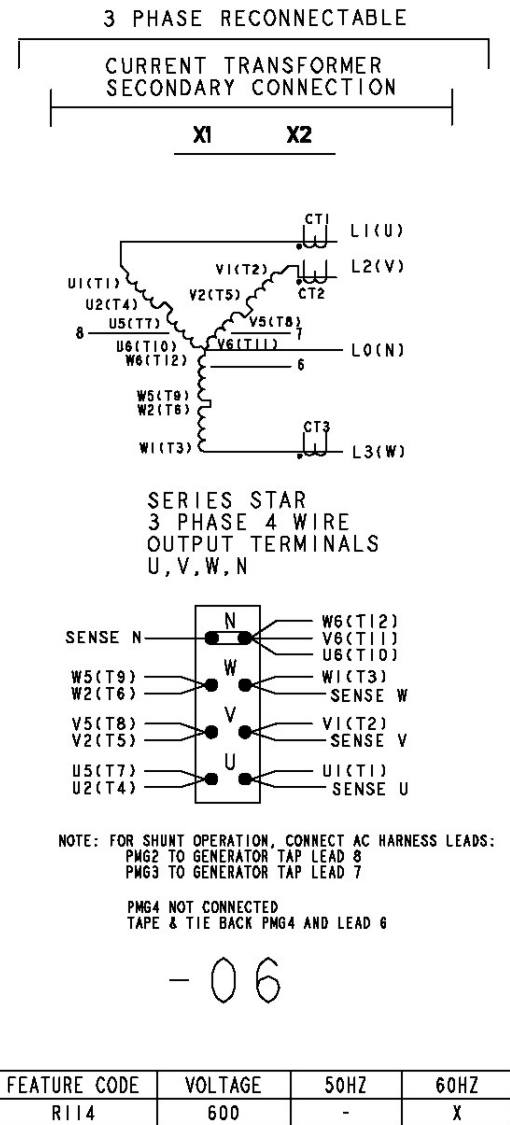 3 PHASE RECONNECTABLE
CURRENT TRANSFORMER
SECONDARY CONNECTION
X1 X2
CT1
L1(U)
V1(T2)
L2(V)
U1(T1)
V2(T5)
CT2
U2(T4)
U5(T7)
V5(T8)
8
7
U6(T10)
V6(T11)
L0(N)
W6(T12)
6
W5(T9)
W2(T6)
CT3
W1(T3)
L3(W)
SERIES STAR
3 PHASE 4 WIRE
OUTPUT TERMINALS
U,V,W,N
N
W6(T12)
SENSE N
V6(T11)
U6(T10)
W
W5(T9)
W1(T3)
W2(T6)
SENSE W
V
V5(T8)
V1(T2)
V2(T5)
SENSE V
U
U5(T7)
U1(T1)
U2(T4)
SENSE U
NOTE: FOR SHUNT OPERATION, CONNECT AC HARNESS LEADS:
PMG2 TO GENERATOR TAP LEAD 8
PMG3 TO GENERATOR TAP LEAD 7
PMG4 NOT CONNECTED
TAPE & TIE BACK PMG4 AND LEAD 6
-06
FEATURE CODE VOLTAGE 50HZ 60HZ
R114 600 - X